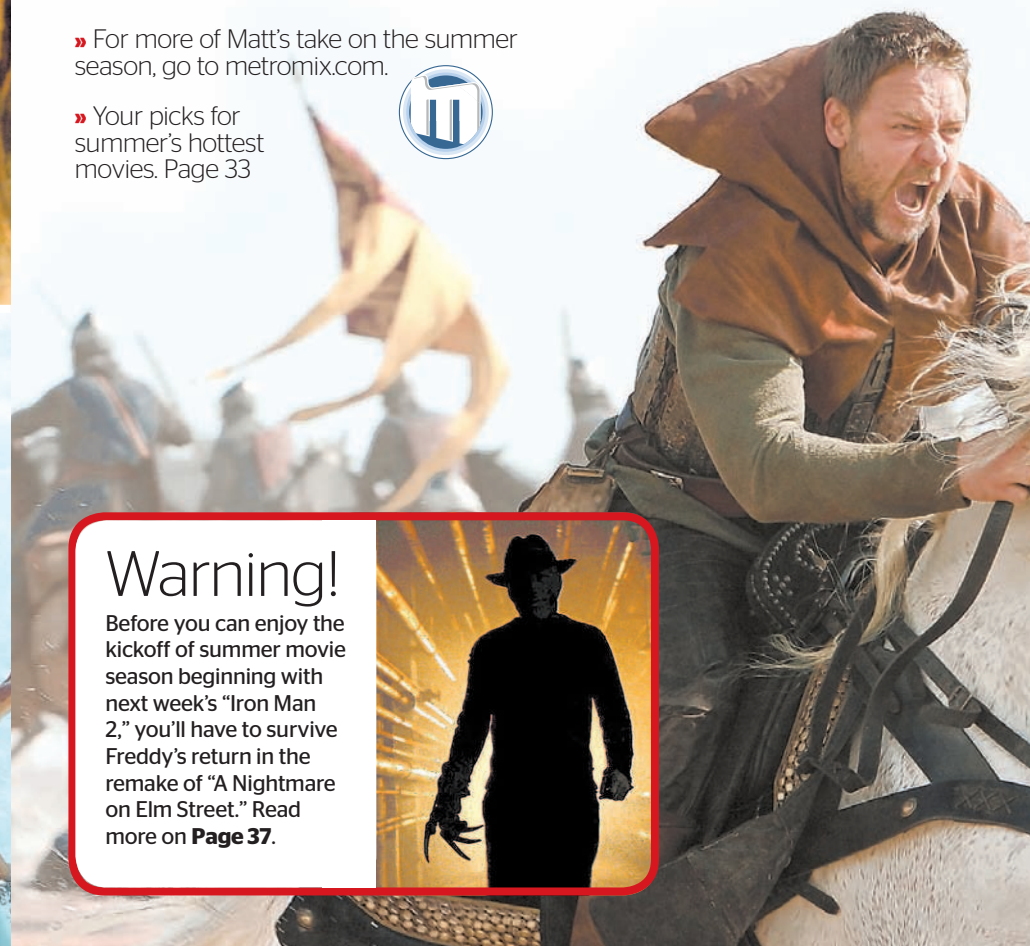 » For more of Matt’s take on the summer
season, go to metromix.com.
» Your picks for
summer’s hottest
movies. Page 33
Warning!
Before you can enjoy the
kickoff of summer movie
season beginning with
next week’s “Iron Man
2,” you’ll have to survive
Freddy’s return in the
remake of “A Nightmare
on Elm Street.” Read
more on Page 37.